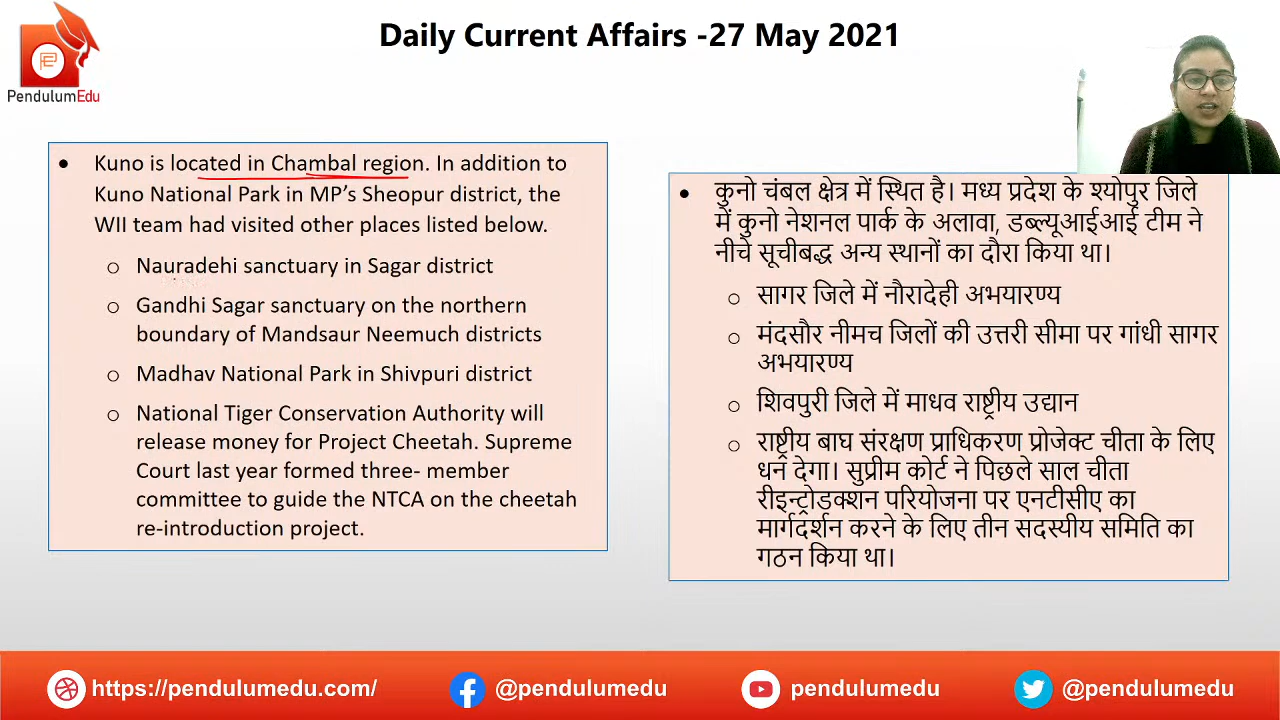 Daily Current Affairs -27 May 2021
PE
PendulumEdu
• Kuno is located in Chambal region. In addition to
Kuno National Park in MP's Sheopur district, the
WII team had visited other places listed below.
o Nauradehi sanctuary in Sagar district
o Gandhi Sagar sanctuary on the northern
boundary of Mandsaur Neemuch districts
o Madhav National Park in Shivpuri district
o National Tiger Conservation Authority will
release money for Project Cheetah. Supreme
Court last year formed three- member
committee to guide the NTCA on the cheetah
re-introduction project.
• कुनो चंबल क्षेत्र में स्थित है। मध्य प्रदेश के श्योपुर जिले
में कुनो नेशनल पार्क के अलावा, डब्ल्यूआईआई टीम ने
नीचे सूचीबद्ध अन्य स्थानों का दौरा किया था।
o सागर जिले में नौरादेही अभयारण्य
o मंदसौर नीमच जिलों की उत्तरी सीमा पर गांधी सागर
अभयारण्य
o शिवपुरी जिले में माधव राष्ट्रीय उद्यान
o राष्ट्रीय बाघ संरक्षण प्राधिकरण प्रोजेक्ट चीता के लिए
धन देगा। सुप्रीम कोर्ट ने पिछले साल चीता
रीइन्ट्रोडक्शन परियोजना पर एनटीसीए का
मार्गदर्शन करने के लिए तीन सदस्यीय समिति का
गठन किया था।
https://pendulumedu.com/
@pendulumedu
pendulumedu
@pendulumedu